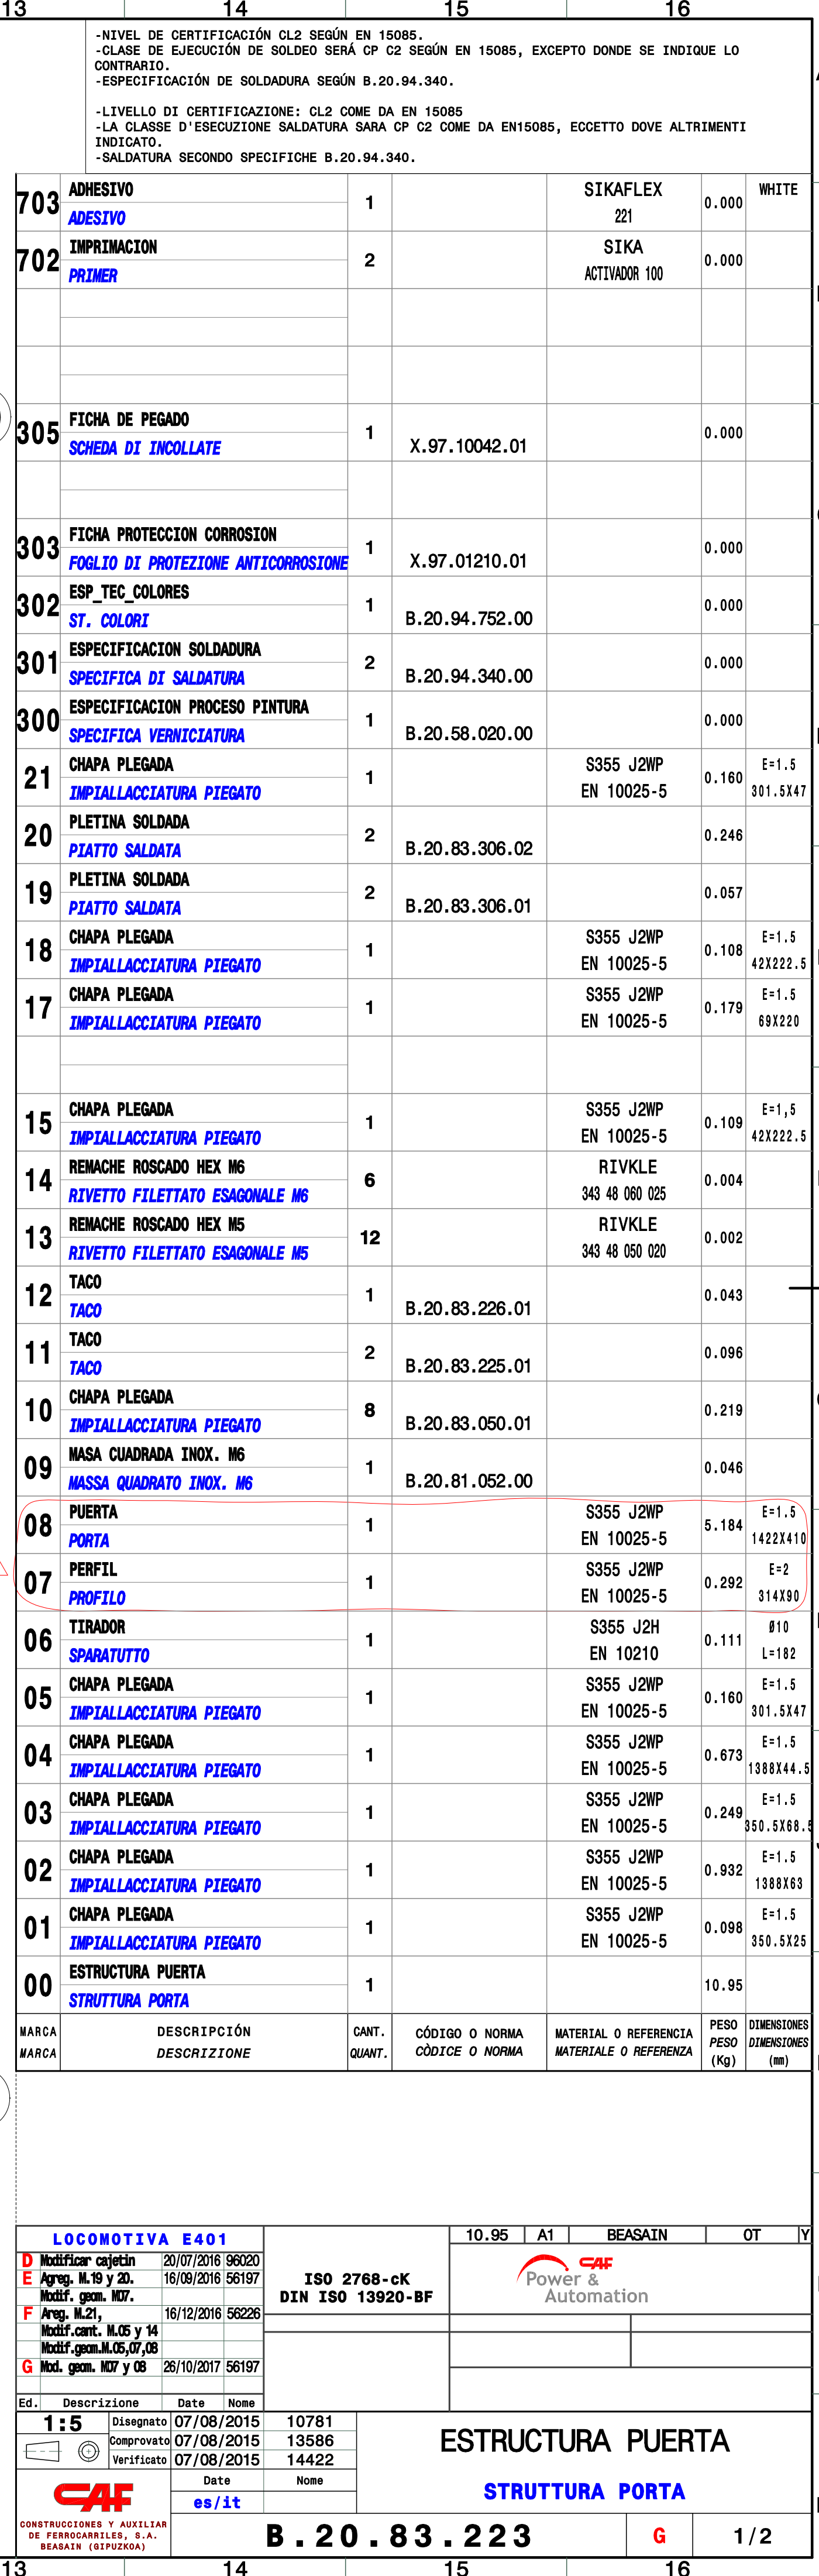 13 14 15 16
-NIVEL DE CERTIFICACIÓN CL2 SEGÚN EN 15085.
-CLASE DE EJECUCIÓN DE SOLDEO SERÁ CP C2 SEGÚN EN 15085, EXCEPTO DONDE SE INDIQUE LO
CONTRARIO.
-ESPECIFICACIÓN DE SOLDADURA SEGÚN B.20.94.340.
-LIVELLO DI CERTIFICAZIONE: CL2 COME DA EN 15085
-LA CLASSE D'ESECUZIONE SALDATURA SARA CP C2 COME DA EN15085, ECCETTO DOVE ALTRIMENTI
INDICATO.
-SALDATURA SECONDO SPECIFICHE B.20.94.340.
703 ADHESIVO 1 SIKAFLEX 0.000 WHITE
ADESIVO 221
702 IMPRIMACION 2 SIKA 0.000
PRIMER ACTIVADOR 100
305 FICHA DE PEGADO 1 0.000
SCHEDA DI INCOLLATE X.97.10042.01
303 FICHA PROTECCION CORROSION 1 0.000
FOGLIO DI PROTEZIONE ANTICORROSIONE X.97.01210.01
302 ESP_TEC_COLORES 1 0.000
ST. COLORI B.20.94.752.00
301 ESPECIFICACION SOLDADURA 2 0.000
SPECIFICA DI SALDATURA B.20.94.340.00
300 ESPECIFICACION PROCESO PINTURA 1 0.000
SPECIFICA VERNICIATURA B.20.58.020.00
21 CHAPA PLEGADA 1 S355 J2WP 0.160 E=1.5
IMPIALLACCIATURA PIEGATO EN 10025-5 301.5X47
20 PLETINA SOLDADA 2 0.246
PIATTO SALDATA B.20.83.306.02
19 PLETINA SOLDADA 2 0.057
PIATTO SALDATA B.20.83.306.01
18 CHAPA PLEGADA 1 S355 J2WP 0.108 E=1.5
IMPIALLACCIATURA PIEGATO EN 10025-5 42X222.5
17 CHAPA PLEGADA 1 S355 J2WP 0.179 E=1.5
IMPIALLACCIATURA PIEGATO EN 10025-5 69X220
15 CHAPA PLEGADA 1 S355 J2WP 0.109 E=1,5
IMPIALLACCIATURA PIEGATO EN 10025-5 42X222.5
14 REMACHE ROSCADO HEX M6 6 RIVKLE 0.004
RIVETTO FILETTATO ESAGONALE M6 343 48 060 025
13 REMACHE ROSCADO HEX M5 12 RIVKLE 0.002
RIVETTO FILETTATO ESAGONALE M5 343 48 050 020
12 TACO 1 0.043
TACO B.20.83.226.01
11 TACO 2 0.096
TACO B.20.83.225.01
10 CHAPA PLEGADA 8 0.219
IMPIALLACCIATURA PIEGATO B.20.83.050.01
09 MASA CUADRADA INOX. M6 1 0.046
MASSA QUADRATO INOX. M6 B.20.81.052.00
08 PUERTA 1 S355 J2WP 5.184 E=1.5
PORTA EN 10025-5 1422X410
07 PERFIL 1 S355 J2WP 0.292 E=2
PROFILO EN 10025-5 314X90
06 TIRADOR 1 S355 J2H 0.111 Ø10
SPARATUTTO EN 10210 L=182
05 CHAPA PLEGADA 1 S355 J2WP 0.160 E=1.5
IMPIALLACCIATURA PIEGATO EN 10025-5 301.5X47
04 CHAPA PLEGADA 1 S355 J2WP 0.673 E=1.5
IMPIALLACCIATURA PIEGATO EN 10025-5 1388X44.5
03 CHAPA PLEGADA 1 S355 J2WP 0.249 E=1.5
IMPIALLACCIATURA PIEGATO EN 10025-5 350.5X68.5
02 CHAPA PLEGADA 1 S355 J2WP 0.932 E=1.5
IMPIALLACCIATURA PIEGATO EN 10025-5 1388X63
01 CHAPA PLEGADA 1 S355 J2WP 0.098 E=1.5
IMPIALLACCIATURA PIEGATO EN 10025-5 350.5X25
00 ESTRUCTURA PUERTA 1 10.95
STRUTTURA PORTA
MARCA DESCRIPCIÓN CANT. CÓDIGO O NORMA MATERIAL O REFERENCIA PESO DIMENSIONES
MARCA DESCRIZIONE QUANT. CÒDICE O NORMA MATERIALE O REFERENZA PESO DIMENSIONES
(Kg) (mm)
LOCOMOTIVA E401
10.95 A1 BEASAIN OT Y
D Modificar cajetin 20/07/2016 96020
E Agreg. M.19 y 20. 16/09/2016 56197
Modif. geom. M07.
F Areg. M.21, 16/12/2016 56226
Modif.cant. M.05 y 14
Modif.geom.M.05,07,08
G Mod. geom. M07 y 08 26/10/2017 56197
Ed. Descrizione Date Nome
ISO 2768-cK
DIN ISO 13920-BF
CAF
Power &
Automation
1:5 Disegnato 07/08/2015 10781
Comprovato 07/08/2015 13586
Verificato 07/08/2015 14422
Date Nome
es/it
ESTRUCTURA PUERTA
STRUTTURA PORTA
CAF
CONSTRUCCIONES Y AUXILIAR
DE FERROCARRILES, S.A.
BEASAIN (GIPUZKOA)
B.20.83.223 G 1/2
13 14 15 16